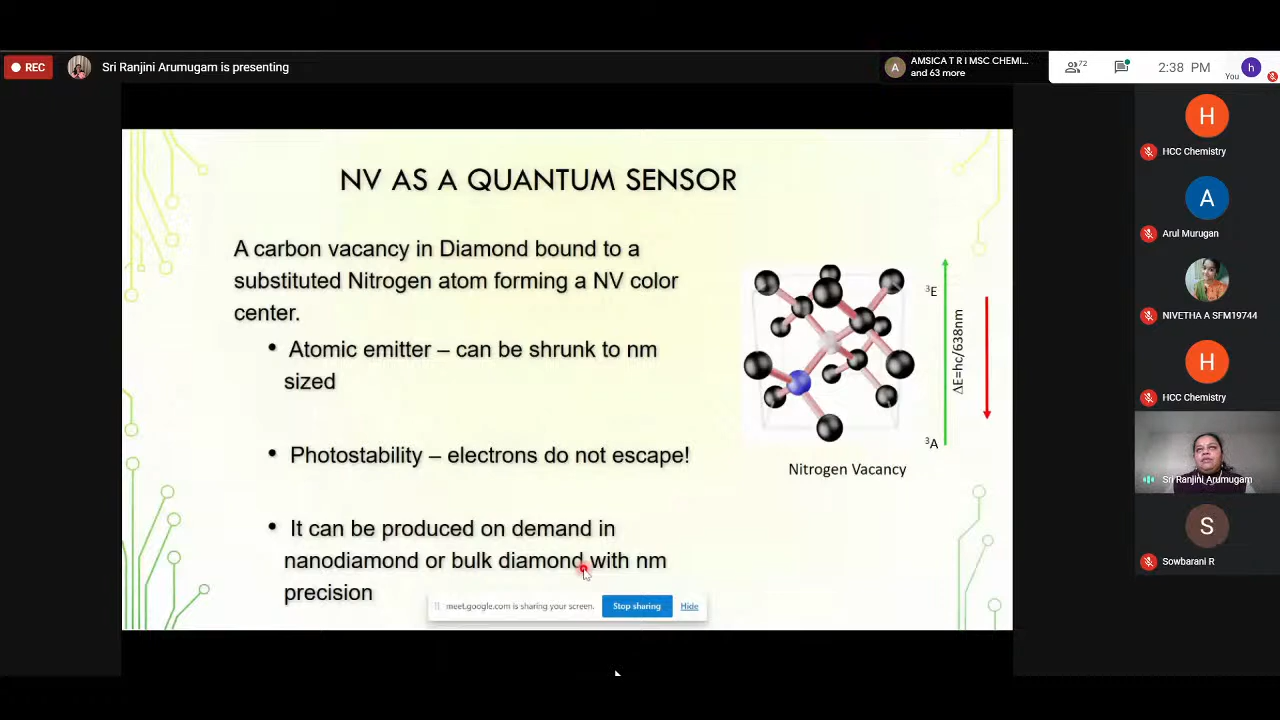 REC
Sri Ranjini Arumugam is presenting
A
AMSICA T R I MSC CHEMI...
and 63 more
72
2:38 PM
You
h
NV AS A QUANTUM SENSOR
A carbon vacancy in Diamond bound to a
substituted Nitrogen atom forming a NV color
center.
• Atomic emitter – can be shrunk to nm
sized
• Photostability – electrons do not escape!
• It can be produced on demand in
nanodiamond or bulk diamond with nm
precision
³E
ΔE=hc/638nm
³A
Nitrogen Vacancy
meet.google.com is sharing your screen.
Stop sharing
Hide
H
HCC Chemistry
A
Arul Murugan
NIVETHA A SFM19744
H
HCC Chemistry
Sri Ranjini Arumugam
S
Sowbarani R